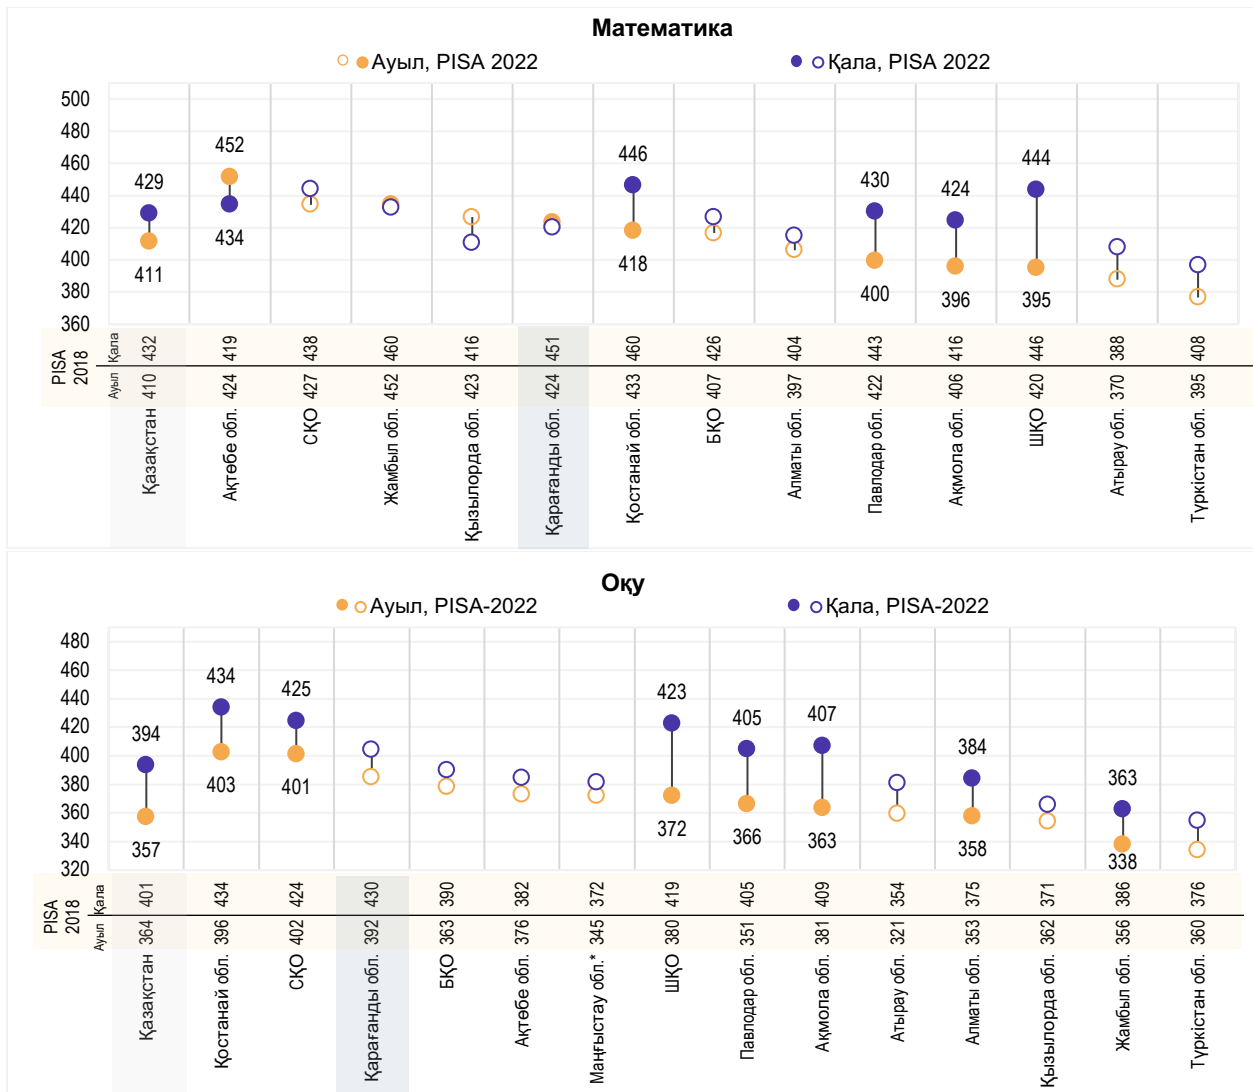 Математика
Ауыл, PISA 2022
Қала, PISA 2022
500
480
460
440
420
400
380
360
429
411
452
434
446
418
430
400
424
396
444
395
PISA 2018
Қала 432 419 438 460 416 451 460 426 404 443 416 446 388 408
Ауыл 410 424 427 452 423 424 433 407 397 422 406 420 370 395
Қазақстан
Ақтөбе обл.
СҚО
Жамбыл обл.
Қызылорда обл.
Қарағанды обл.
Қостанай обл.
БҚО
Алматы обл.
Павлодар обл.
Ақмола обл.
ШҚО
Атырау обл.
Түркістан обл.
Оқу
Ауыл, PISA-2022
Қала, PISA-2022
480
460
440
420
400
380
360
340
320
394
357
434
403
425
401
423
372
405
366
407
363
384
358
363
338
PISA 2018
Қала 401 434 424 430 390 382 372 419 405 409 354 375 371 386 376
Ауыл 364 396 402 392 363 376 345 380 351 381 321 353 362 356 360
Қазақстан
Қостанай обл.
СҚО
Қарағанды обл.
БҚО
Ақтөбе обл.
Маңғыстау обл.*
ШҚО
Павлодар обл.
Ақмола обл.
Атырау обл.
Алматы обл.
Қызылорда обл.
Жамбыл обл.
Түркістан обл.